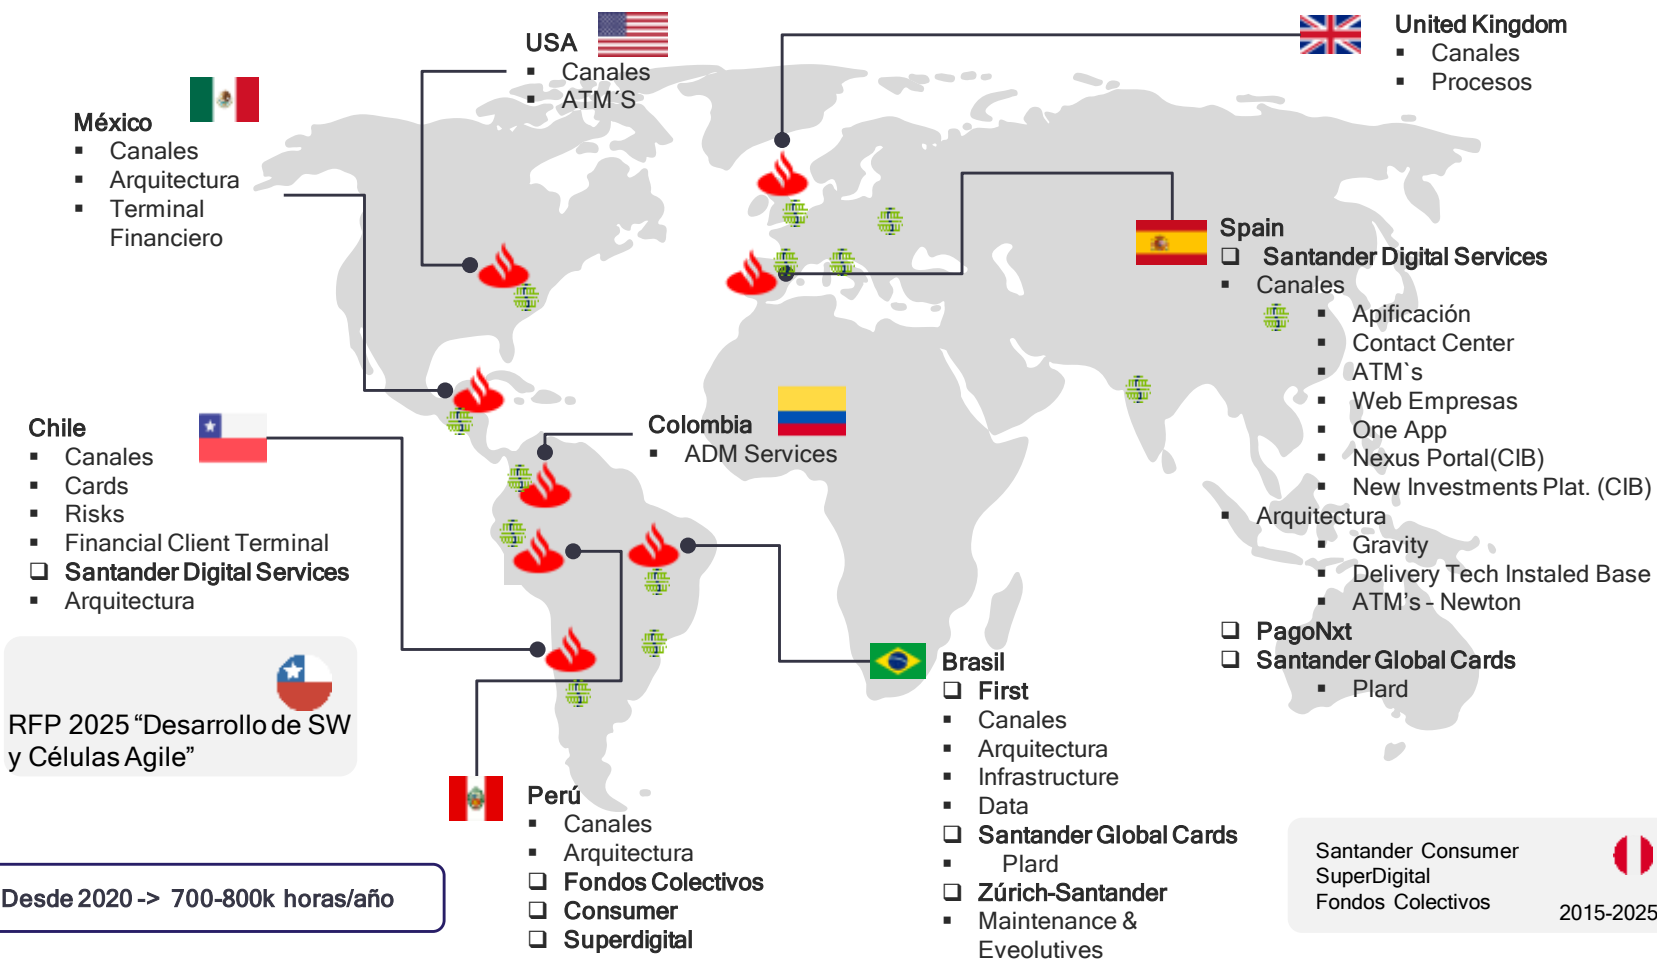 USA
Canales
ATM´S
United Kingdom
Canales
Procesos
México
Canales
Arquitectura
Terminal
Financiero
Spain
Santander Digital Services
Canales
Apificación
Contact Center
ATM`s
Web Empresas
One App
Nexus Portal(CIB)
New Investments Plat. (CIB)
Arquitectura
Gravity
Delivery Tech Instaled Base
ATM's - Newton
PagoNxt
Santander Global Cards
Plard
Chile
Canales
Cards
Risks
Financial Client Terminal
Santander Digital Services
Arquitectura
Colombia
ADM Services
RFP 2025 “Desarrollo de SW
y Células Agile”
Brasil
First
Canales
Arquitectura
Infrastructure
Data
Santander Global Cards
Plard
Zúrich-Santander
Maintenance &
Eveolutives
Perú
Canales
Arquitectura
Fondos Colectivos
Consumer
Superdigital
Desde 2020 -> 700-800k horas/año
Santander Consumer
SuperDigital
Fondos Colectivos
2015-2025